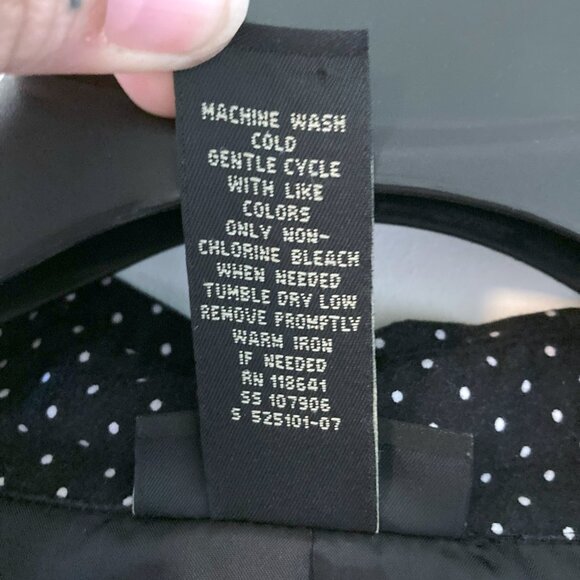 MACHINE WASH
COLD
GENTLE CYCLE
WITH LIKE
COLORS
ONLY NON-
CHLORINE BLEACH
WHEN NEEDED
TUMBLE DRY LOW
REMOVE PROMPTLY
WARM IRON
IF NEEDED
RN 118641
SS 107906
S 525101-07